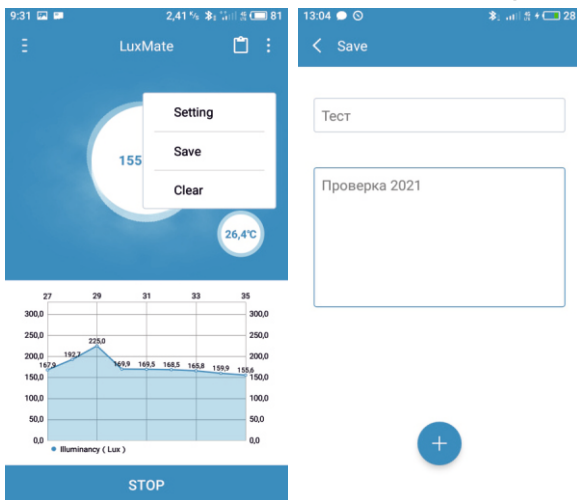 9:31 2,41 K/s 81
LuxMate
Setting
Save
Clear
155
26,4℃
27 29 31 33 35
300,0 300,0
250,0 250,0
200,0 200,0
150,0 150,0
100,0 100,0
50,0 50,0
0,0 0,0
167,9 192,7 225,0 169,9 169,5 168,5 165,8 159,9 155,6
Illuminancy ( Lux )
STOP
13:04 28
Save
Тест
Проверка 2021